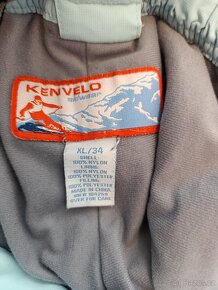 KENVELO
XL/34
SHELL:
100% NYLON
LINING:
100% NYLON
100% POLYESTER
FILLING:
100% POLYESTER
MADE IN CHINA
OVER FOR CARE